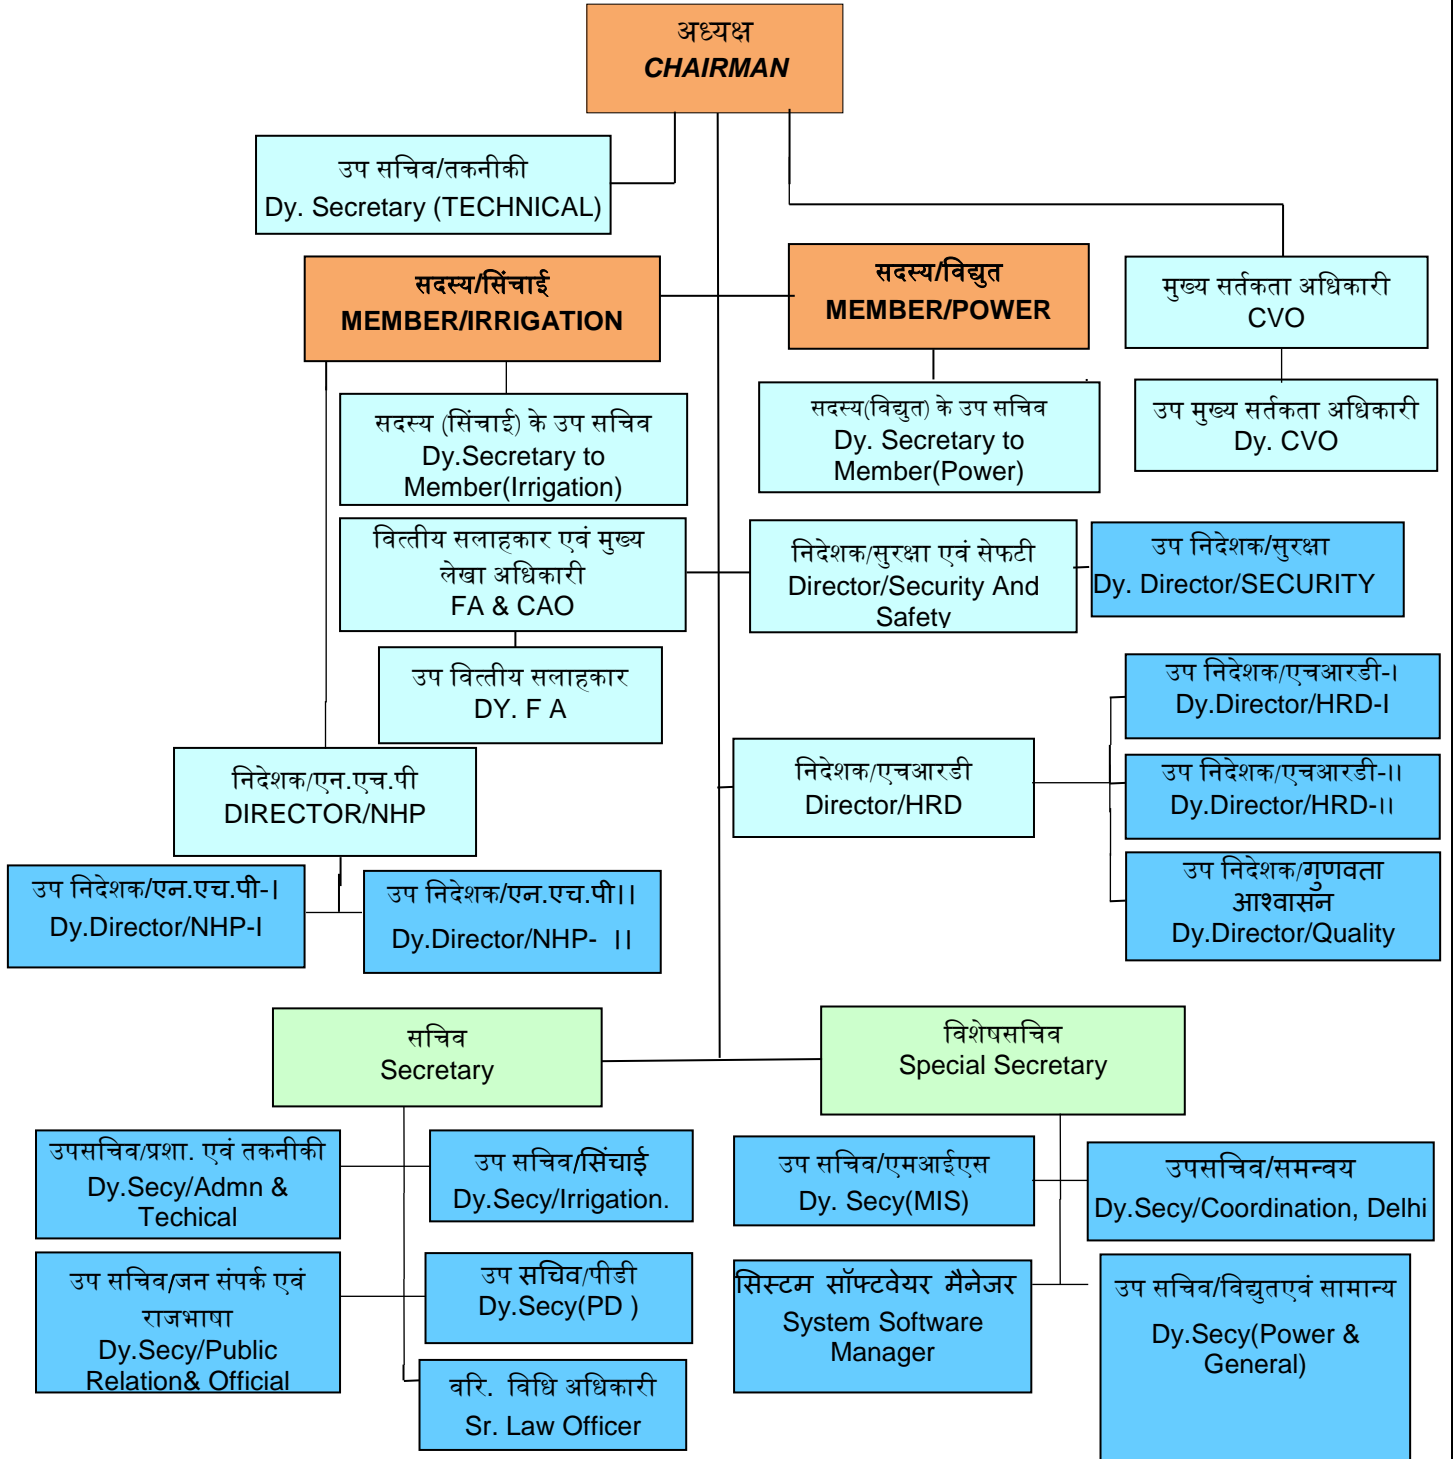 अध्यक्ष
CHAIRMAN
उप सचिव/तकनीकी
Dy. Secretary (TECHNICAL)
सदस्य/सिंचाई
MEMBER/IRRIGATION
सदस्य/विद्युत
MEMBER/POWER
मुख्य सर्तकता अधिकारी
CVO
सदस्य (सिंचाई) के उप सचिव
Dy.Secretary to
Member(Irrigation)
सदस्य(विद्युत) के उप सचिव
Dy. Secretary to
Member(Power)
उप मुख्य सर्तकता अधिकारी
Dy. CVO
वित्तीय सलाहकार एवं मुख्य
लेखा अधिकारी
FA & CAO
निदेशक/सुरक्षा एवं सेफटी
Director/Security And
Safety
उप निदेशक/सुरक्षा
Dy. Director/SECURITY
उप वित्तीय सलाहकार
DY. F A
उप निदेशक/एचआरडी-।
Dy.Director/HRD-I
निदेशक/एन.एच.पी
DIRECTOR/NHP
निदेशक/एचआरडी
Director/HRD
उप निदेशक/एचआरडी-।।
Dy.Director/HRD-।।
उप निदेशक/एन.एच.पी-।
Dy.Director/NHP-I
उप निदेशक/एन.एच.पी।।
Dy.Director/NHP- ।।
उप निदेशक/गुणवता
आश्वासन
Dy.Director/Quality
सचिव
Secretary
विशेषसचिव
Special Secretary
उपसचिव/प्रशा. एवं तकनीकी
Dy.Secy/Admn &
Techical
उप सचिव/सिंचाई
Dy.Secy/Irrigation.
उप सचिव/एमआईएस
Dy. Secy(MIS)
उपसचिव/समन्वय
Dy.Secy/Coordination, Delhi
उप सचिव/जन संपर्क एवं
राजभाषा
Dy.Secy/Public
Relation& Official
उप सचिव/पीडी
Dy.Secy(PD )
सिस्टम सॉफ्टवेयर मैनेजर
System Software
Manager
उप सचिव/विद्युतएवं सामान्य
Dy.Secy(Power &
General)
वरि. विधि अधिकारी
Sr. Law Officer